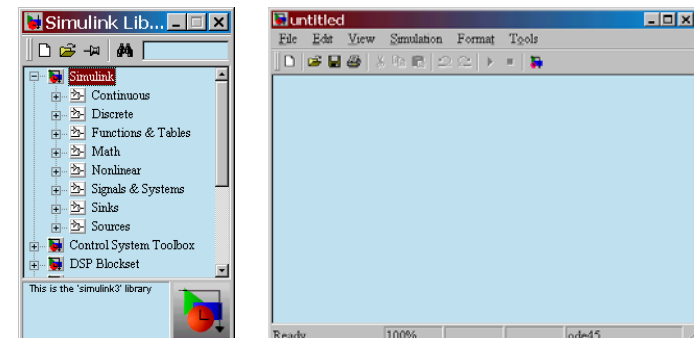 Simulink Lib...
Simulink
Continuous
Discrete
Functions & Tables
Math
Nonlinear
Signals & Systems
Sinks
Sources
Control System Toolbox
DSP Blockset
This is the 'simulink3' library
untitled
File Edit View Simulation Format Tools
Ready 100% ode45